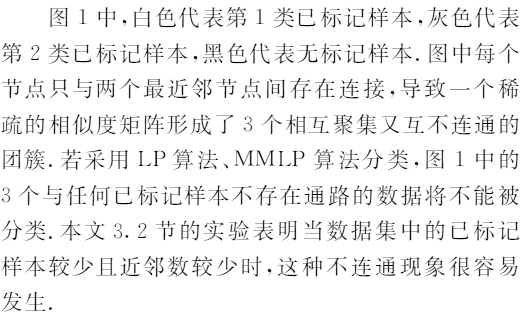 图 1 中,白色代表第 1 类已标记样本,灰色代表
第 2 类已标记样本,黑色代表无标记样本. 图中每个
节点只与两个最近邻节点间存在连接,导致一个稀
疏的相似度矩阵形成了 3 个相互聚集又互不连通的
团簇. 若采用 LP 算法、MMLP 算法分类,图 1 中的
3 个与任何已标记样本不存在通路的数据将不能被
分类. 本文 3. 2 节的实验表明当数据集中的已标记
样本较少且近邻数较少时,这种不连通现象很容易
发生.